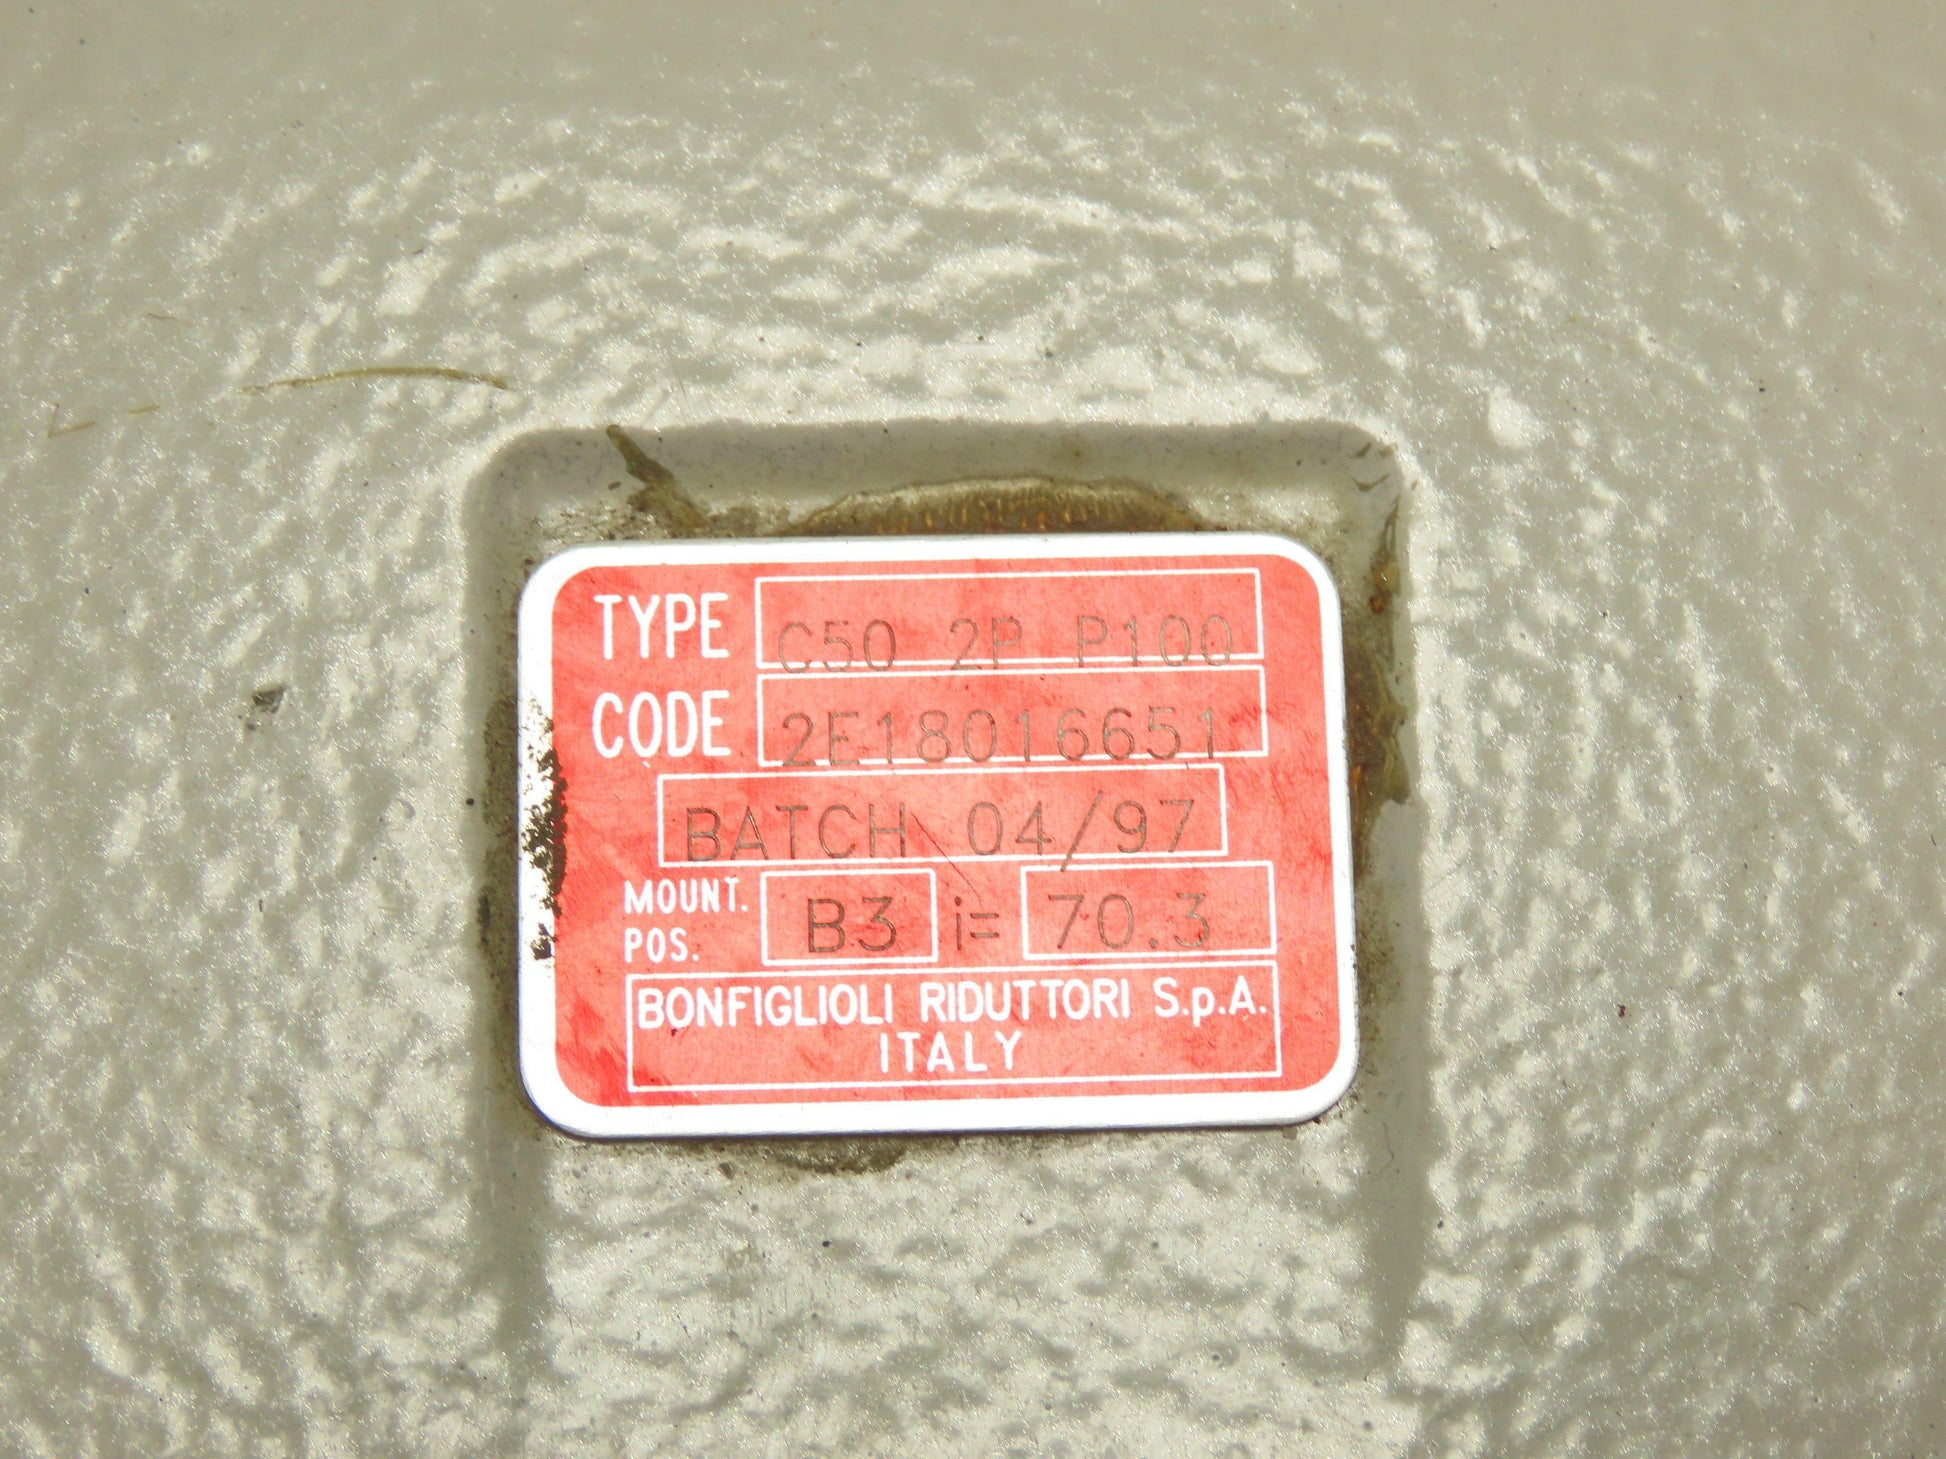 TYPE C50 2P P100
CODE 2E18016651
BATCH 04/97
MOUNT. POS. B3 i= 70.3
BONFIGLIOLI RIDUTTORI S.p.A.
ITALY